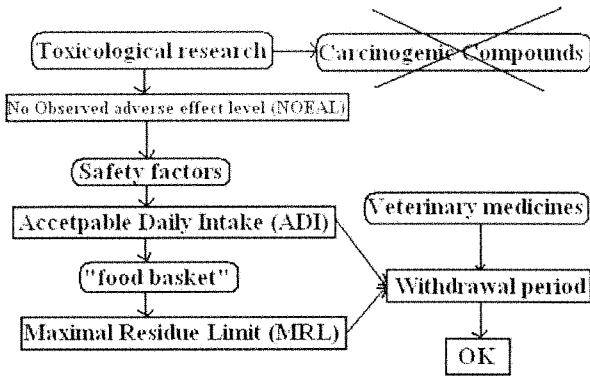 Toxicological research
Carcinogenic Compounds
No Observed adverse effect level (NOEAL)
Safety factors
Accetpable Daily Intake (ADI)
Veterinary medicines
"food basket"
Withdrawal period
Maximal Residue Limit (MRL)
OK